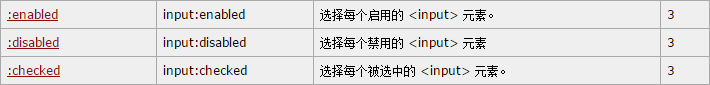 :enabled input:enabled 选择每个启用的 <input> 元素。 3
:disabled input:disabled 选择每个禁用的 <input> 元素 3
:checked input:checked 选择每个被选中的 <input> 元素。 3